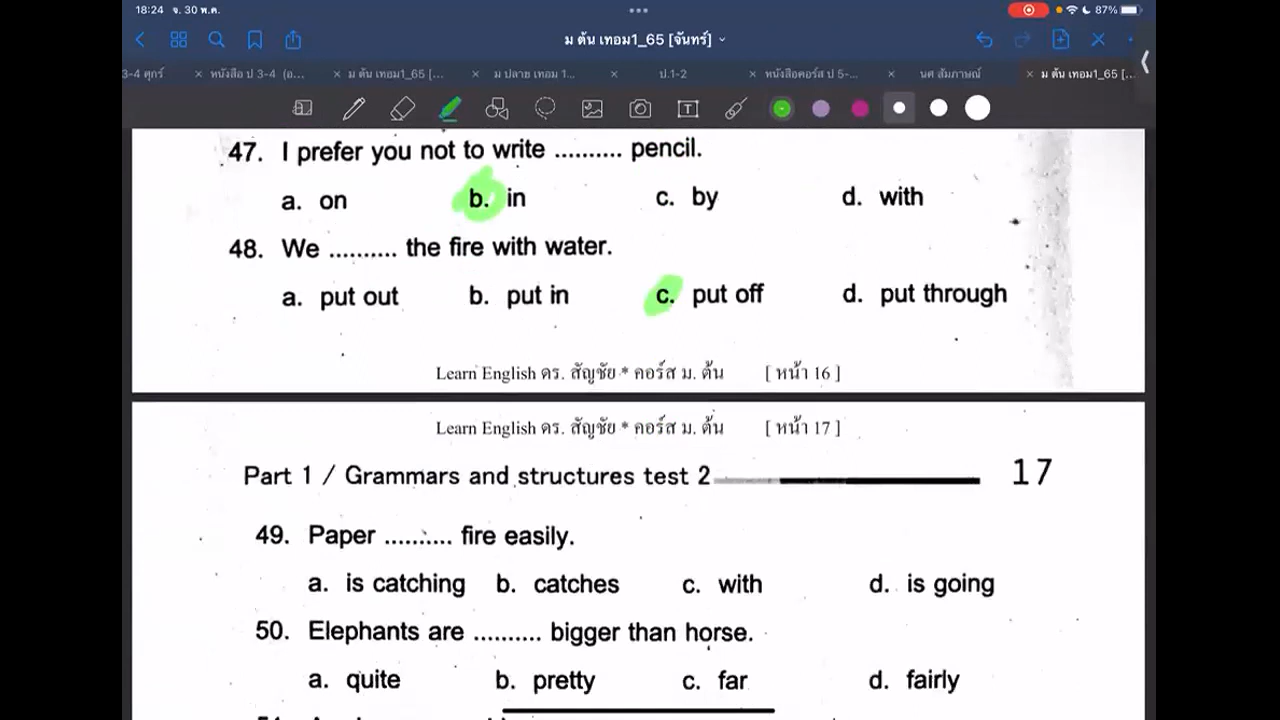 18:24 จ. 30 พ.ค.
87%
ม ต้น เทอม1_65 [จันทร์]
3-4 ศุกร์ หนังสือ ป 3-4 (อ... ม ต้น เทอม1_65 [... ม ปลาย เทอม 1... ป.1-2 หนังสือคอร์ส ป 5-... นศ สัมภาษณ์ ม ต้น เทอม1_65 [...
47. I prefer you not to write .......... pencil.
a. on b. in c. by d. with
48. We .......... the fire with water.
a. put out b. put in c. put off d. put through
Learn English ดร. สัญชัย * คอร์ส ม. ต้น [ หน้า 16 ]
Learn English ดร. สัญชัย * คอร์ส ม. ต้น [ หน้า 17 ]
Part 1 / Grammars and structures test 2 17
49. Paper .......... fire easily.
a. is catching b. catches c. with d. is going
50. Elephants are .......... bigger than horse.
a. quite b. pretty c. far d. fairly